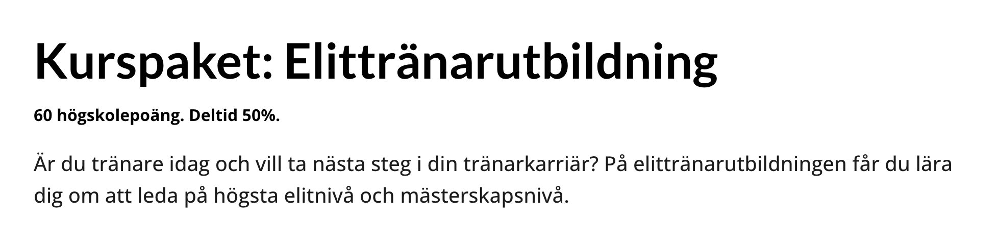 Kurspaket: Elittränarutbildning
60 högskolepoäng. Deltid 50%.
Är du tränare idag och vill ta nästa steg i din tränarkarriär? På elittränarutbildningen får du lära
dig om att leda på högsta elitnivå och mästerskapsnivå.